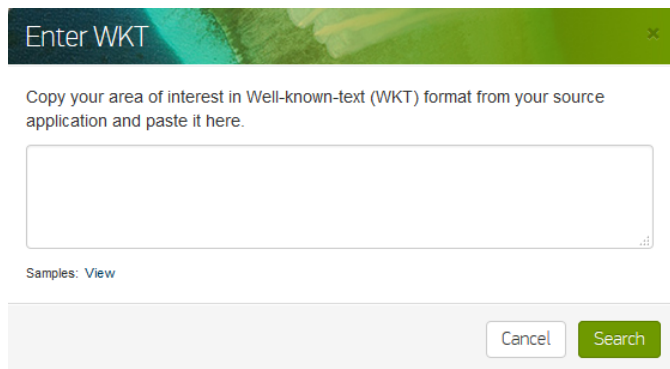 Enter WKT
×
Copy your area of interest in Well-known-text (WKT) format from your source
application and paste it here.
Samples: View
Cancel Search